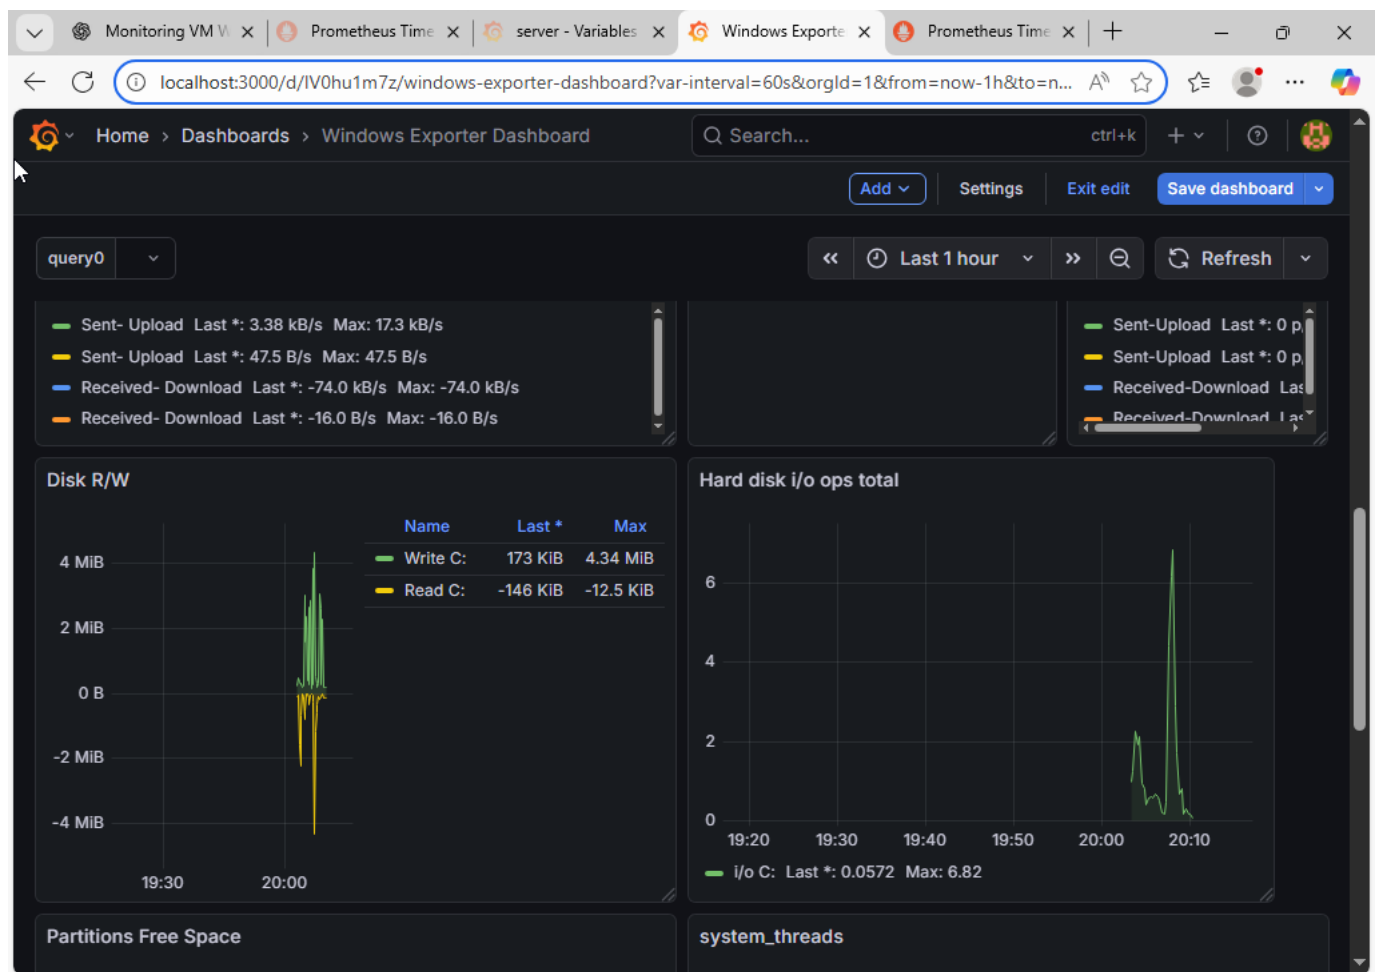 Monitoring VM W
Prometheus Time
server - Variables
Windows Exporte
Prometheus Time
localhost:3000/d/IV0hu1m7z/windows-exporter-dashboard?var-interval=60s&orgId=1&from=now-1h&to=n...
Home > Dashboards > Windows Exporter Dashboard
Search...
ctrl+k
Add
Settings
Exit edit
Save dashboard
query0
Last 1 hour
Refresh
Sent- Upload Last *: 3.38 kB/s Max: 17.3 kB/s
Sent- Upload Last *: 47.5 B/s Max: 47.5 B/s
Received- Download Last *: -74.0 kB/s Max: -74.0 kB/s
Received- Download Last *: -16.0 B/s Max: -16.0 B/s
Sent-Upload Last *: 0 p
Sent-Upload Last *: 0 p
Received-Download Las
Received-Download Las
Disk R/W
Name Last * Max
Write C: 173 KiB 4.34 MiB
Read C: -146 KiB -12.5 KiB
4 MiB
2 MiB
0 B
-2 MiB
-4 MiB
19:30 20:00
Hard disk i/o ops total
6
4
2
0
19:20 19:30 19:40 19:50 20:00 20:10
i/o C: Last *: 0.0572 Max: 6.82
Partitions Free Space
system_threads